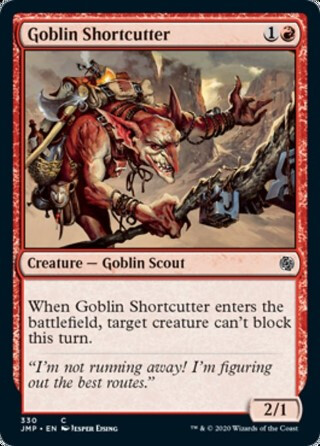 Goblin Shortcutter 1
Creature — Goblin Scout
When Goblin Shortcutter enters the
battlefield, target creature can't block
this turn.
"I'm not running away! I'm figuring
out the best routes."
2/1
330 C
JMP • EN Jesper Ejsing ™ & © 2020 Wizards of the Coast